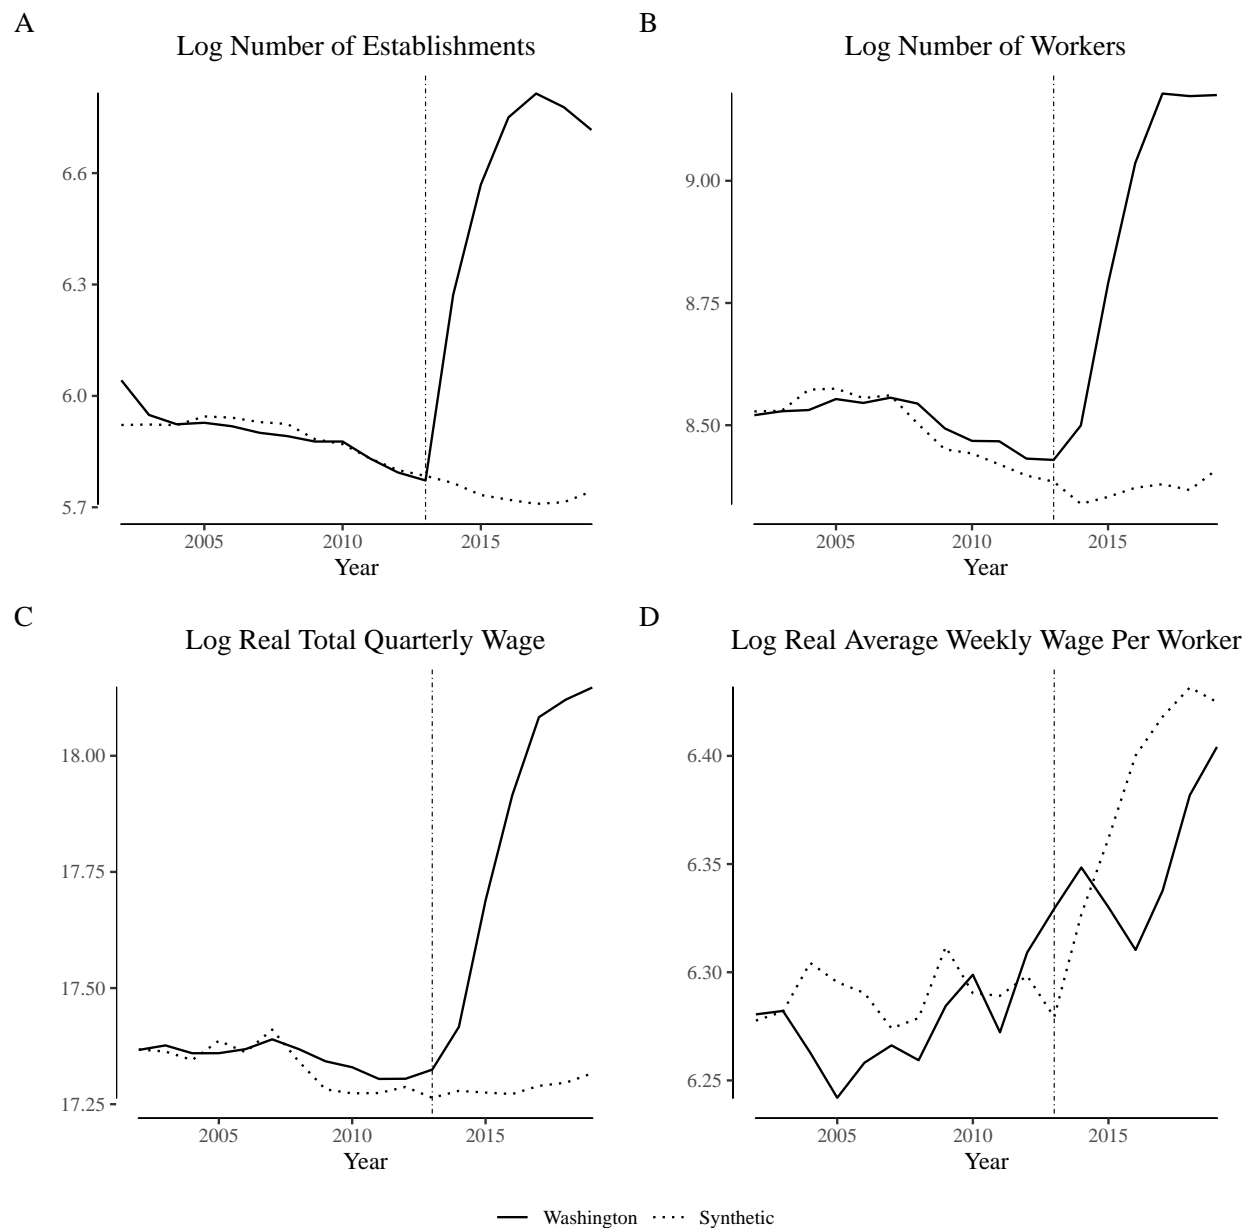 A
Log Number of Establishments
6.6
6.3
6.0
5.7
2005 2010 2015
Year
B
Log Number of Workers
9.00
8.75
8.50
2005 2010 2015
Year
C
Log Real Total Quarterly Wage
18.00
17.75
17.50
17.25
2005 2010 2015
Year
D
Log Real Average Weekly Wage Per Worker
6.40
6.35
6.30
6.25
2005 2010 2015
Year
Washington Synthetic